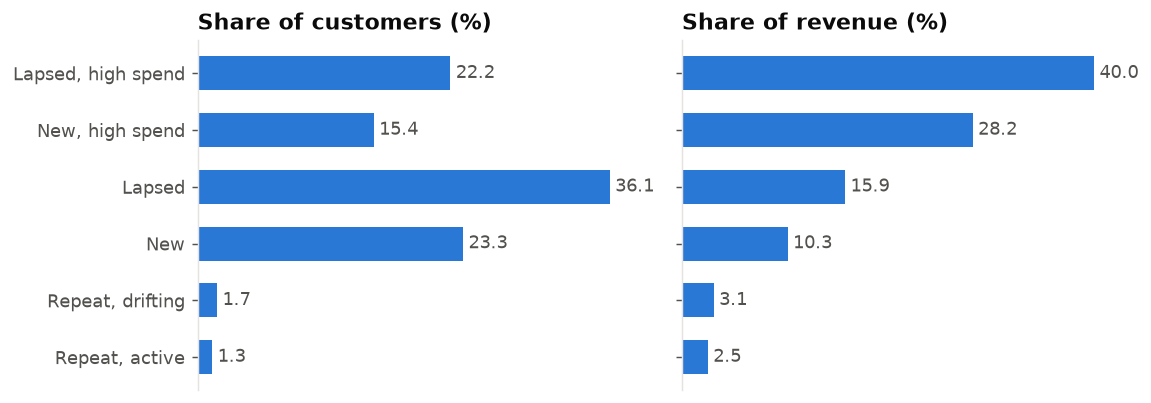 Share of customers (%)
Share of revenue (%)
Lapsed, high spend 22.2 40.0
New, high spend 15.4 28.2
Lapsed 36.1 15.9
New 23.3 10.3
Repeat, drifting 1.7 3.1
Repeat, active 1.3 2.5